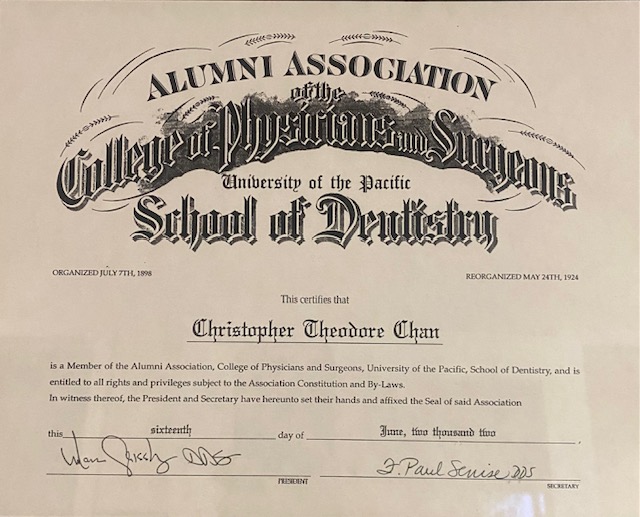 ALUMNI ASSOCIATION
of the
College of Physicians and Surgeons
University of the Pacific
School of Dentistry
ORGANIZED JULY 7TH, 1898 REORGANIZED MAY 24TH, 1924
This certifies that
Christopher Theodore Chan
is a Member of the Alumni Association, College of Physicians and Surgeons, University of the Pacific, School of Dentistry, and is
entitled to all rights and privileges subject to the Association Constitution and By-Laws.
In witness thereof, the President and Secretary have hereunto set their hands and affixed the Seal of said Association
this sixteenth day of June, two thousand two
DDS F. Paul Senise DDS
PRESIDENT SECRETARY